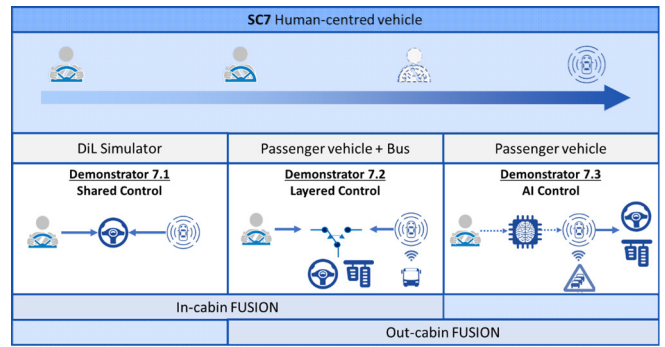 SC7 Human-centred vehicle
DiL Simulator
Passenger vehicle + Bus
Passenger vehicle
Demonstrator 7.1
Shared Control
Demonstrator 7.2
Layered Control
Demonstrator 7.3
AI Control
In-cabin FUSION
Out-cabin FUSION